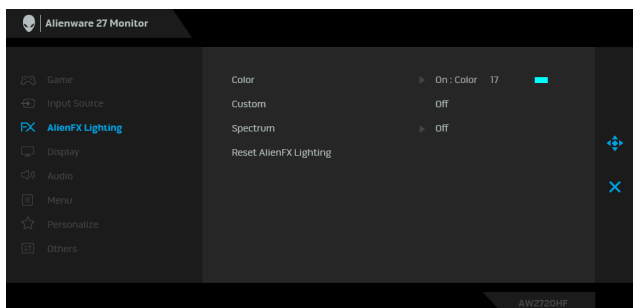 Alienware 27 Monitor
Game
Color On : Color 17
Input Source
Custom Off
FX AlienFX Lighting
Spectrum Off
Display
Reset AlienFX Lighting
Audio
Menu
Personalize
Others
AW2720HF